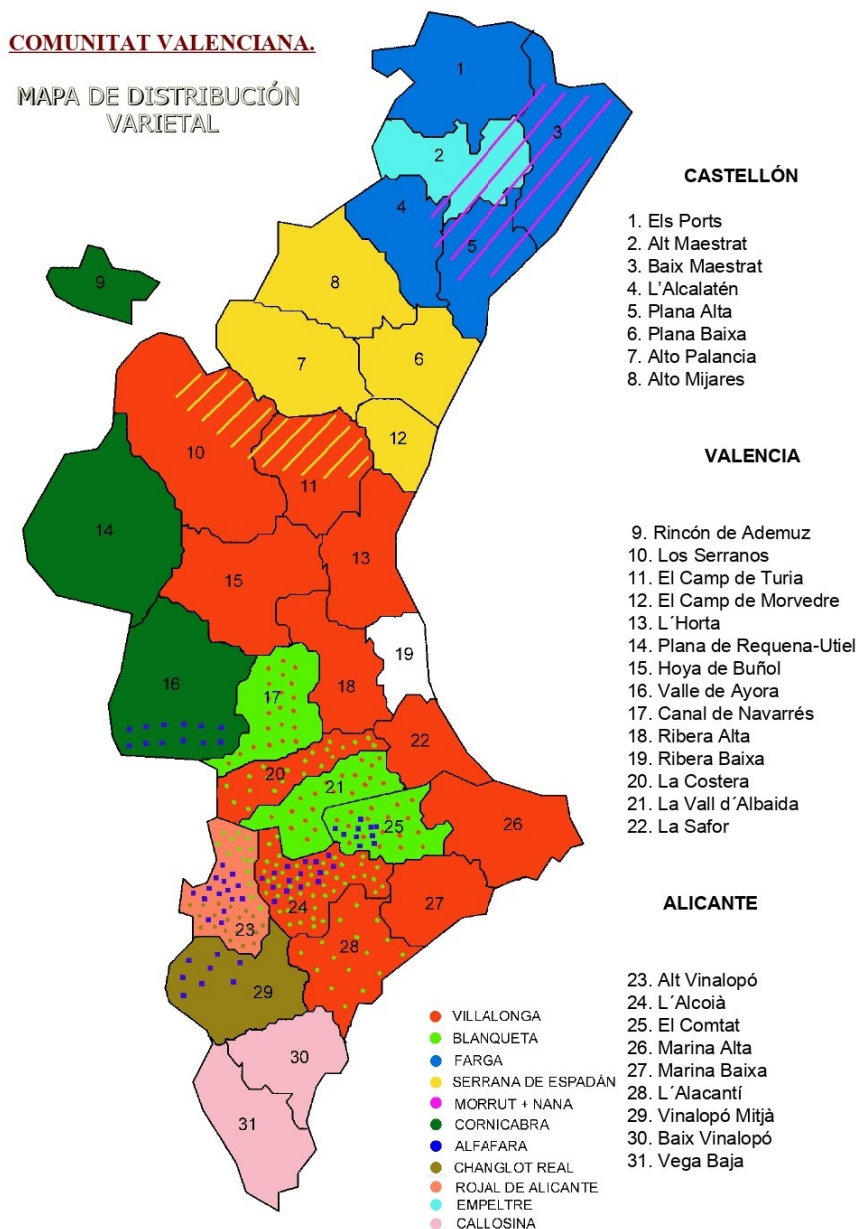 COMUNITAT VALENCIANA.
MAPA DE DISTRIBUCIÓN
VARIETAL
1
2
3
4
5
6
7
8
9
10
11
12
13
14
15
16
17
18
19
20
21
22
23
24
25
26
27
28
29
30
31
CASTELLÓN
1. Els Ports
2. Alt Maestrat
3. Baix Maestrat
4. L'Alcalatén
5. Plana Alta
6. Plana Baixa
7. Alto Palancia
8. Alto Mijares
VALENCIA
9. Rincón de Ademuz
10. Los Serranos
11. El Camp de Turia
12. El Camp de Morvedre
13. L´Horta
14. Plana de Requena-Utiel
15. Hoya de Buñol
16. Valle de Ayora
17. Canal de Navarrés
18. Ribera Alta
19. Ribera Baixa
20. La Costera
21. La Vall d´Albaida
22. La Safor
ALICANTE
23. Alt Vinalopó
24. L´Alcoià
25. El Comtat
26. Marina Alta
27. Marina Baixa
28. L´Alacantí
29. Vinalopó Mitjà
30. Baix Vinalopó
31. Vega Baja
VILLALONGA
BLANQUETA
FARGA
SERRANA DE ESPADÁN
MORRUT + NANA
CORNICABRA
ALFAFARA
CHANGLOT REAL
ROJAL DE ALICANTE
EMPELTRE
CALLOSINA